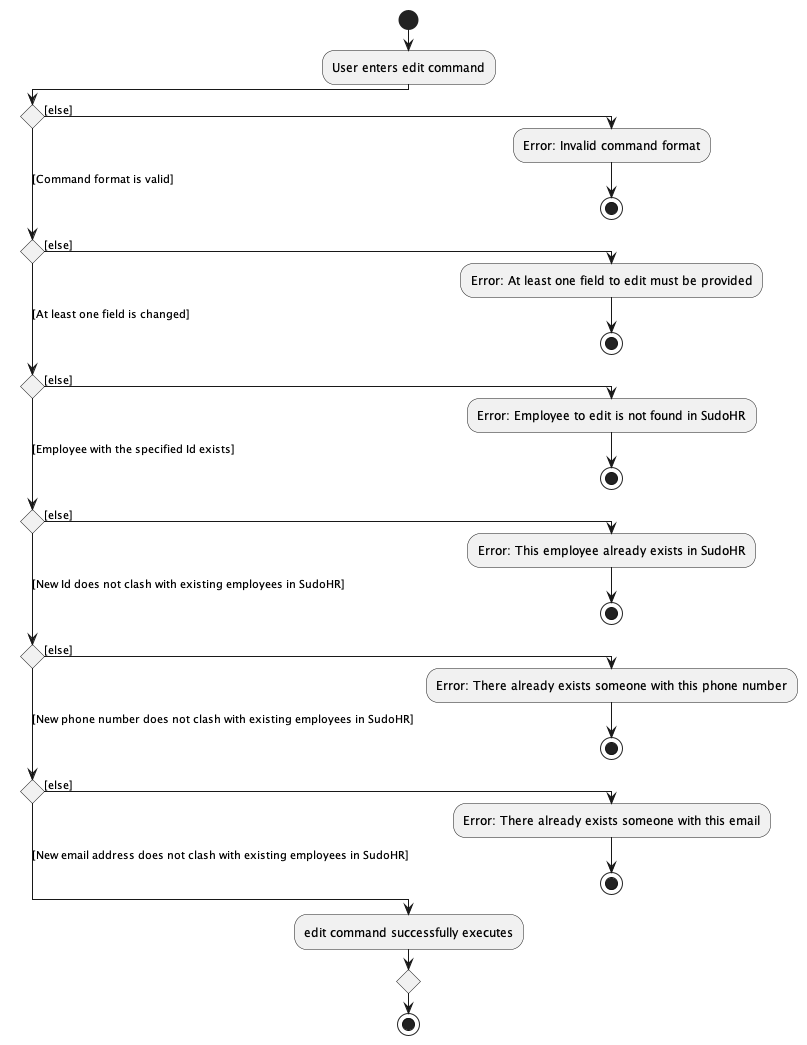 User enters edit command
[else]
Error: Invalid command format
[Command format is valid]
[else]
Error: At least one field to edit must be provided
[At least one field is changed]
[else]
Error: Employee to edit is not found in SudoHR
[Employee with the specified Id exists]
[else]
Error: This employee already exists in SudoHR
[New Id does not clash with existing employees in SudoHR]
[else]
Error: There already exists someone with this phone number
[New phone number does not clash with existing employees in SudoHR]
[else]
Error: There already exists someone with this email
[New email address does not clash with existing employees in SudoHR]
edit command successfully executes